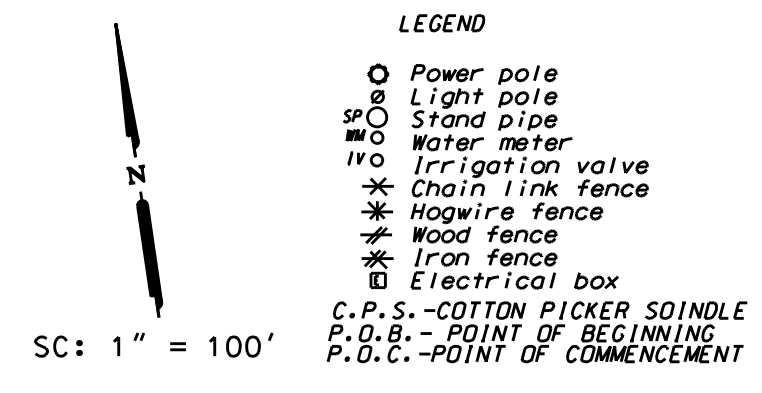 LEGEND
Power pole
Light pole
SP Stand pipe
WM Water meter
IV Irrigation valve
Chain link fence
Hogwire fence
Wood fence
Iron fence
E Electrical box
C.P.S.-COTTON PICKER SOINDLE
P.O.B.- POINT OF BEGINNING
P.O.C.-POINT OF COMMENCEMENT
N
SC: 1" = 100'